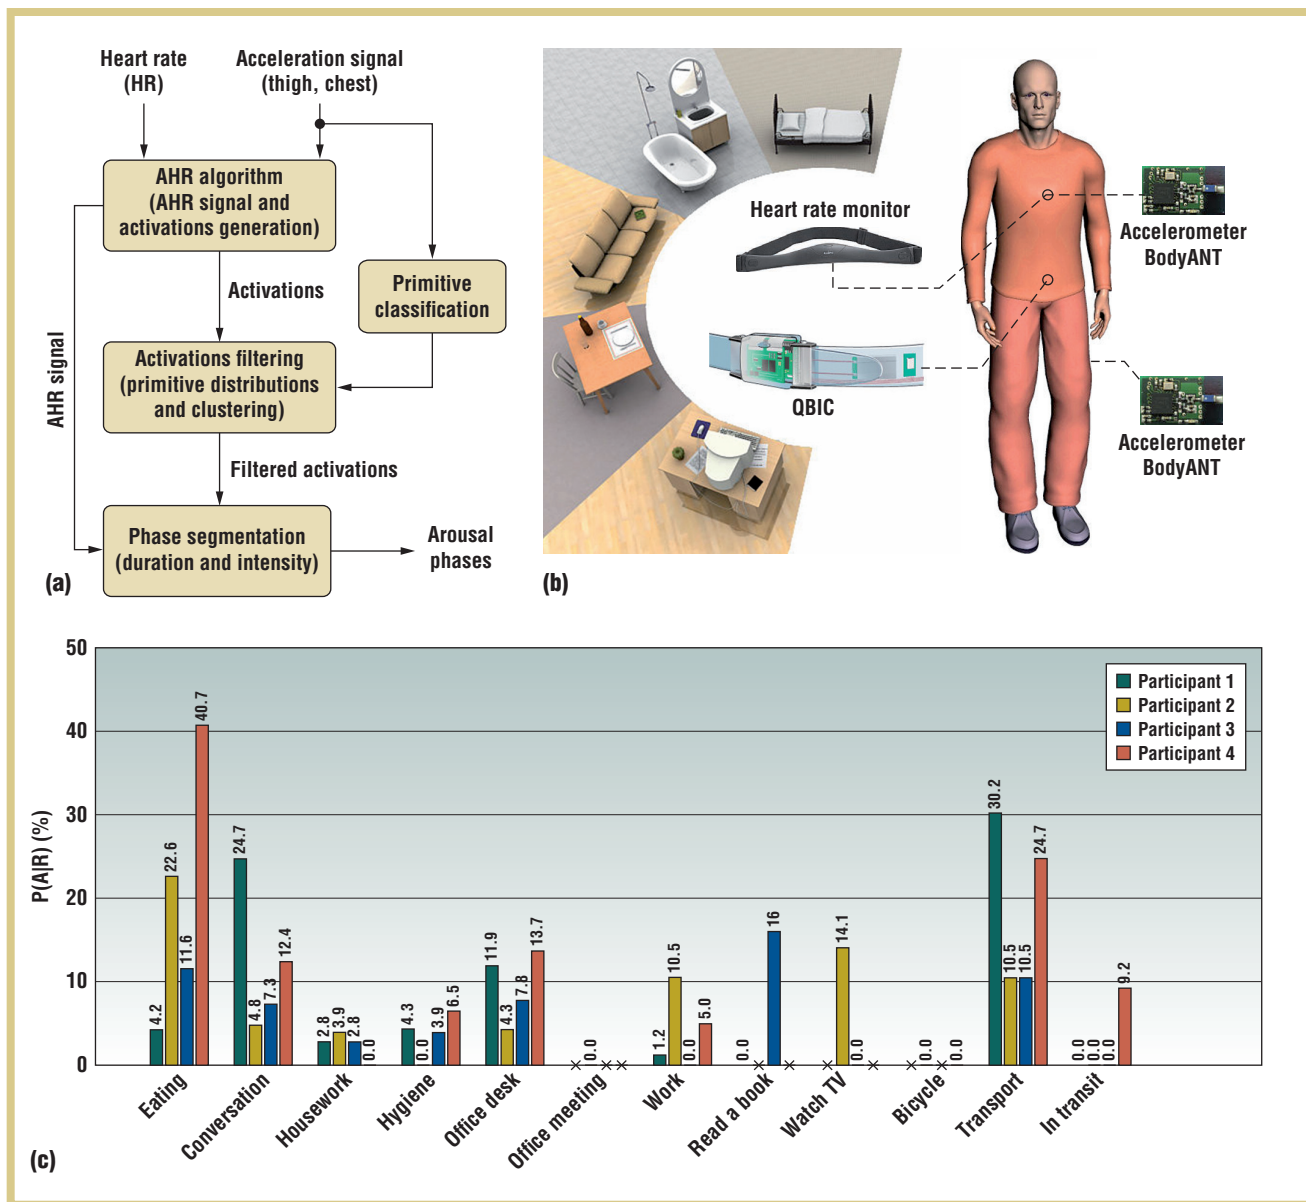 Heart rate
(HR)
Acceleration signal
(thigh, chest)
AHR algorithm
(AHR signal and
activations generation)
Primitive
classification
Activations
AHR signal
Activations filtering
(primitive distributions
and clustering)
Filtered activations
Phase segmentation
(duration and intensity)
Arousal
phases
(a)
Heart rate monitor
QBIC
Accelerometer
BodyANT
Accelerometer
BodyANT
(b)
P(A|R) (%)
50
40
30
20
10
0
Participant 1
Participant 2
Participant 3
Participant 4
4.2
22.6
11.6
40.7
24.7
4.8
7.3
12.4
2.8
3.9
2.8
0.0
4.3
0.0
3.9
6.5
11.9
4.3
7.8
13.7
0.0
1.2
10.5
0.0
5.0
0.0
16
14.1
0.0
0.0
0.0
30.2
10.5
10.5
24.7
0.0
0.0
0.0
9.2
Eating
Conversation
Housework
Hygiene
Office desk
Office meeting
Work
Read a book
Watch TV
Bicycle
Transport
In transit
(c)